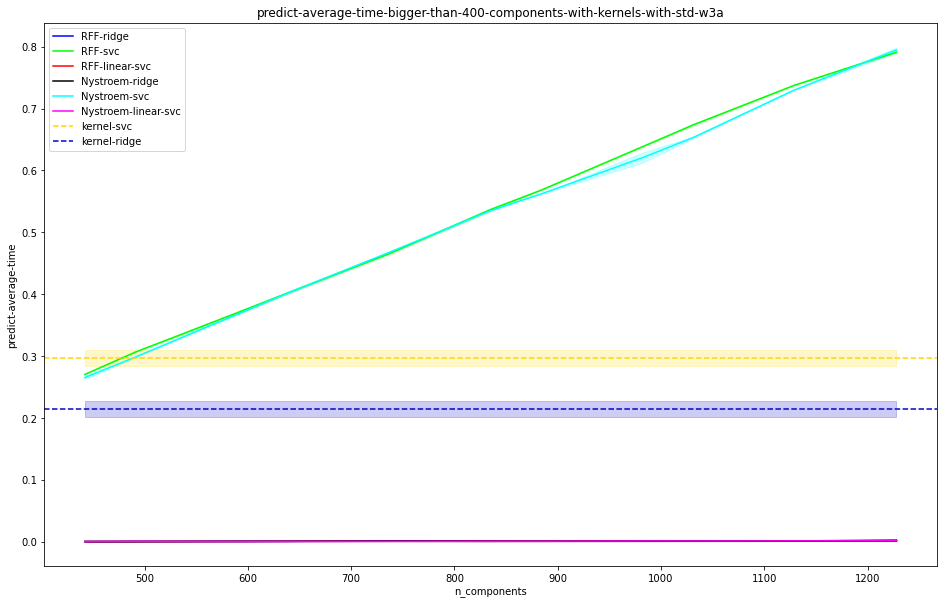 predict-average-time-bigger-than-400-components-with-kernels-with-std-w3a
RFF-ridge
RFF-svc
RFF-linear-svc
Nystroem-ridge
Nystroem-svc
Nystroem-linear-svc
kernel-svc
kernel-ridge
0.8
0.7
0.6
0.5
0.4
0.3
0.2
0.1
0.0
predict-average-time
500 600 700 800 900 1000 1100 1200
n_components